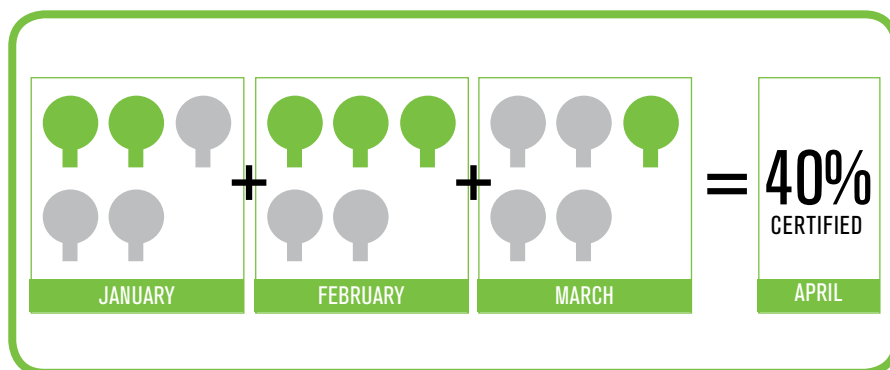 +
+
=
40%
CERTIFIED
JANUARY
FEBRUARY
MARCH
APRIL